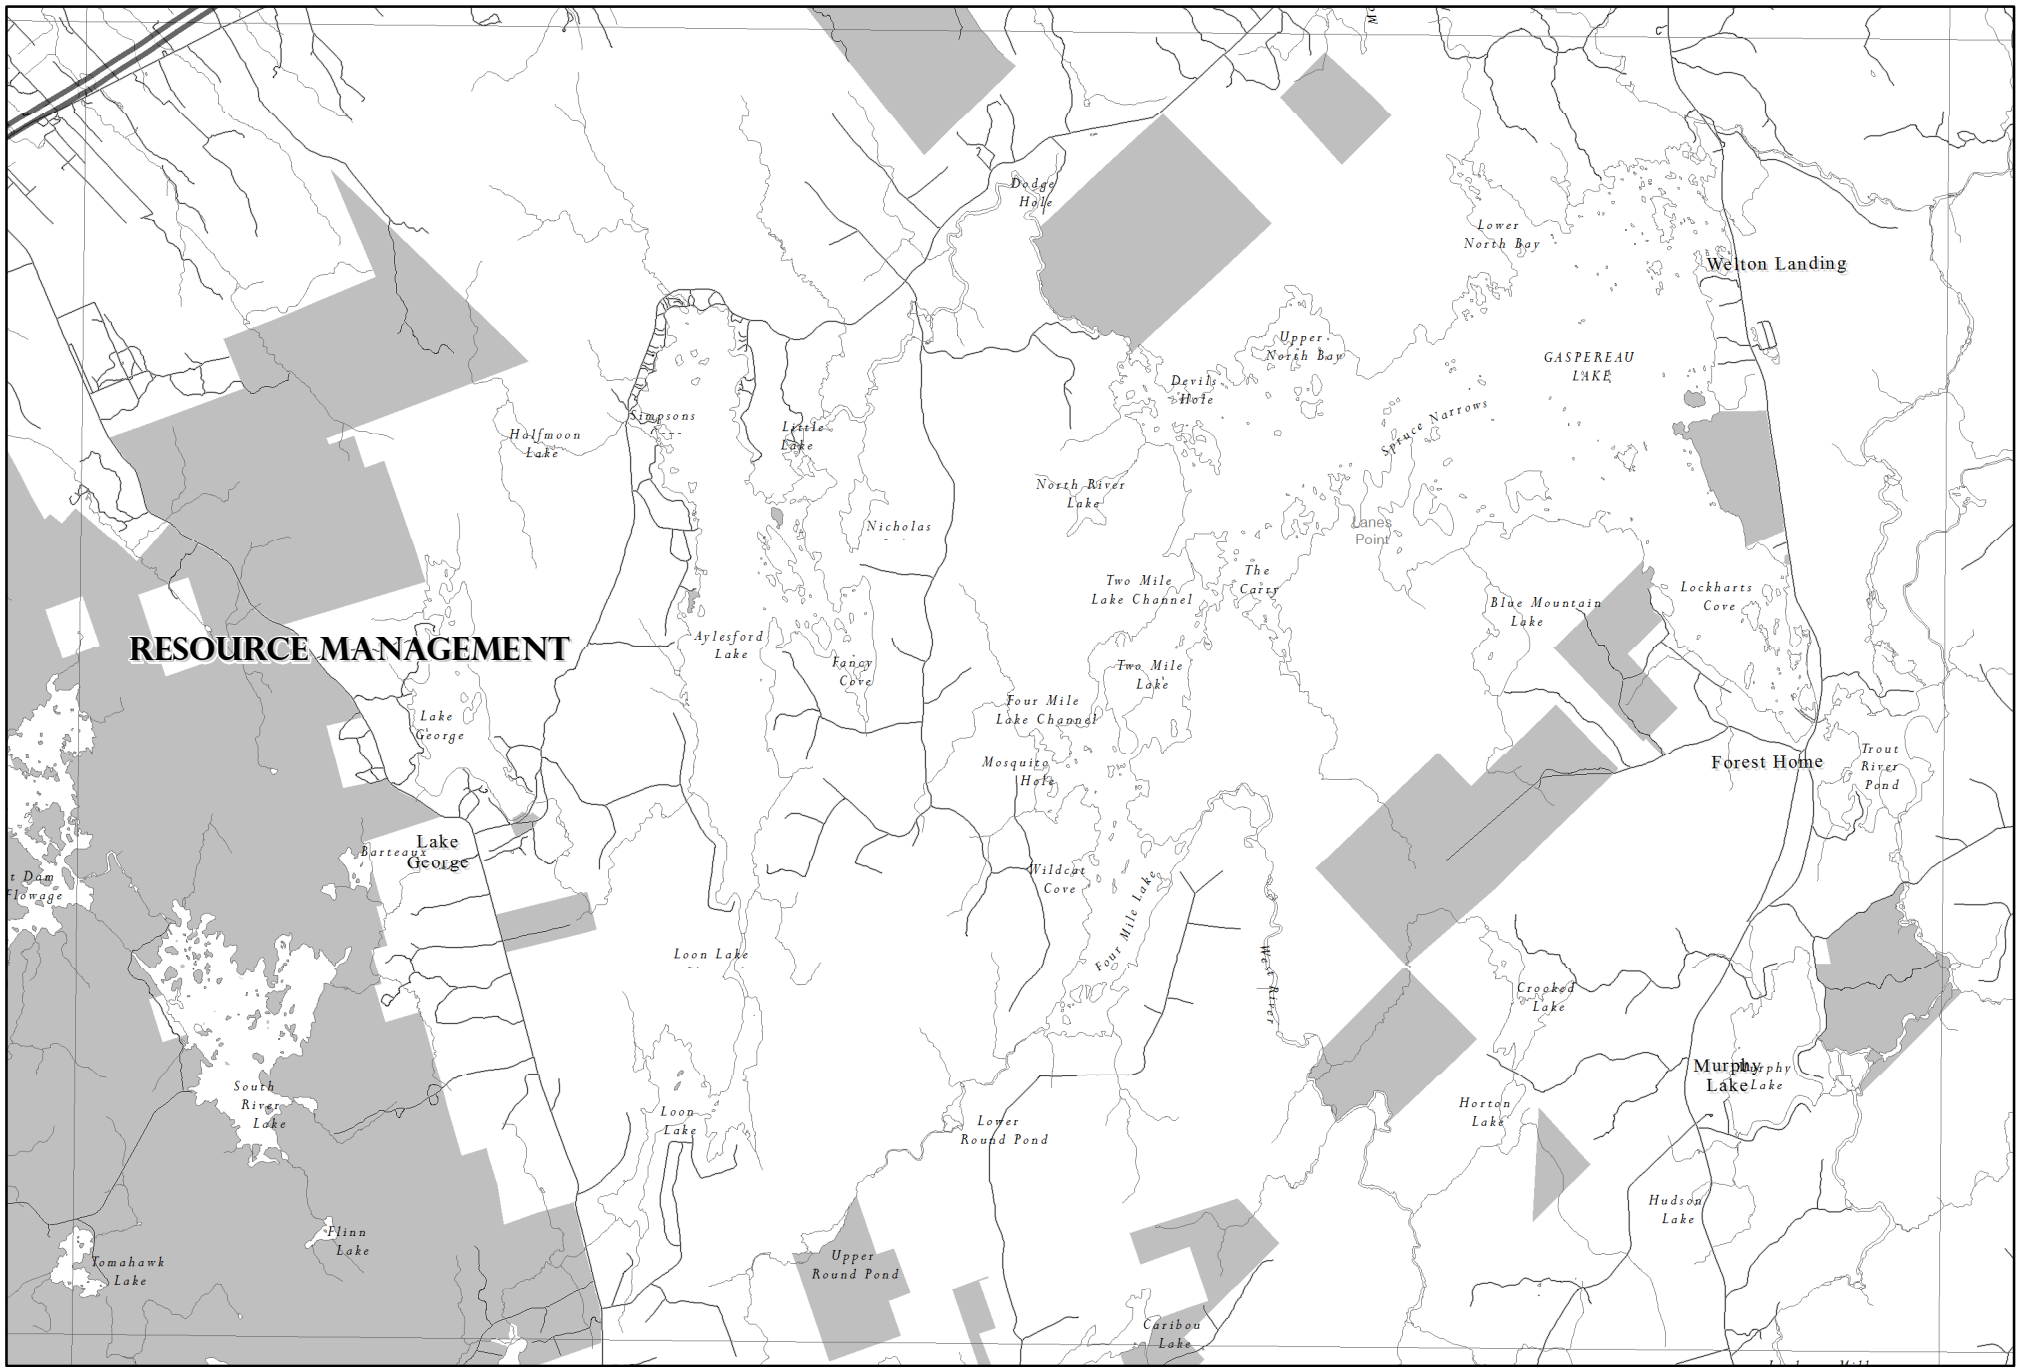 Dodge
Hole
Lower
North Bay
Welton Landing
Upper
North Bay
GASPEREAU
LAKE
Devils
Hole
Simpsons
Spruce Narrows
Halfmoon
Lake
Little
Lake
North River
Lake
Nicholas
Lanes
Point
The
Carry
Two Mile
Lake Channel
Blue Mountain
Lake
Lockharts
Cove
RESOURCE MANAGEMENT
Aylesford
Lake
Fancy
Cove
Two Mile
Lake
Four Mile
Lake Channel
Lake
George
Mosquito
Hole
Forest Home
Trout
River
Pond
Lake
George
Barteaux
t Dam
Flowage
Wildcat
Cove
Four Mile Lake
Loon Lake
West River
Crooked
Lake
South
River
Lake
Murphy
Lake
Murphy
Lake
Loon
Lake
Lower
Round Pond
Horton
Lake
Hudson
Lake
Flinn
Lake
Tomahawk
Lake
Upper
Round Pond
Caribou
Lake